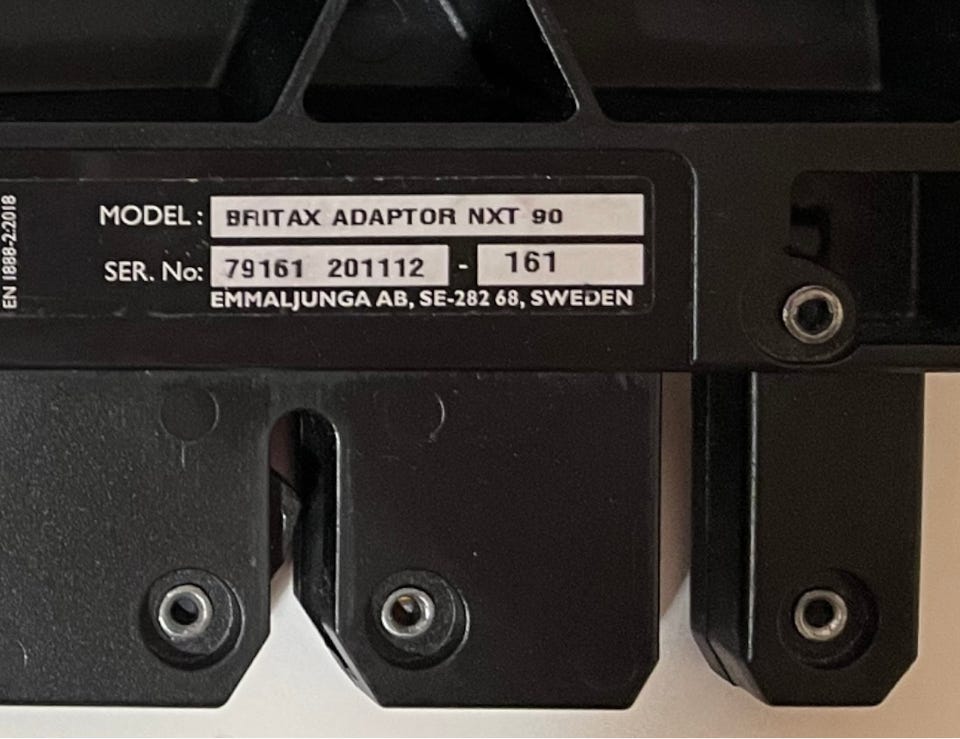 MODEL: BRITAX ADAPTOR NXT 90
SER. No: 79161 201112 - 161
EMMALJUNGA AB, SE-282 68, SWEDEN
EN 1888-2:2018